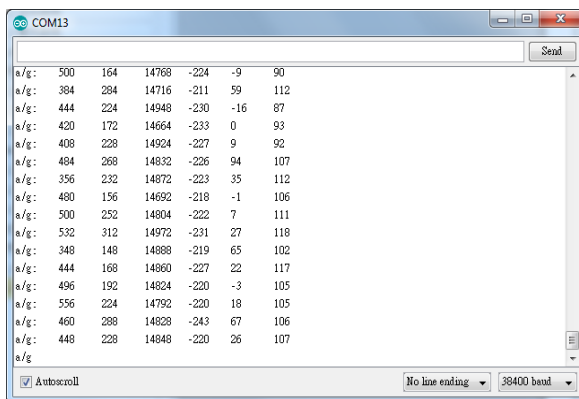 COM13
Send
a/g: 500 164 14768 -224 -9 90
a/g: 384 284 14716 -211 59 112
a/g: 444 224 14948 -230 -16 87
a/g: 420 172 14664 -233 0 93
a/g: 408 228 14924 -227 9 92
a/g: 484 268 14832 -226 94 107
a/g: 356 232 14872 -223 35 112
a/g: 480 156 14692 -218 -1 106
a/g: 500 252 14804 -222 7 111
a/g: 532 312 14972 -231 27 118
a/g: 348 148 14888 -219 65 102
a/g: 444 168 14860 -227 22 117
a/g: 496 192 14824 -220 -3 105
a/g: 556 224 14792 -220 18 105
a/g: 460 288 14828 -243 67 106
a/g: 448 228 14848 -220 26 107
a/g
Autoscroll No line ending 38400 baud